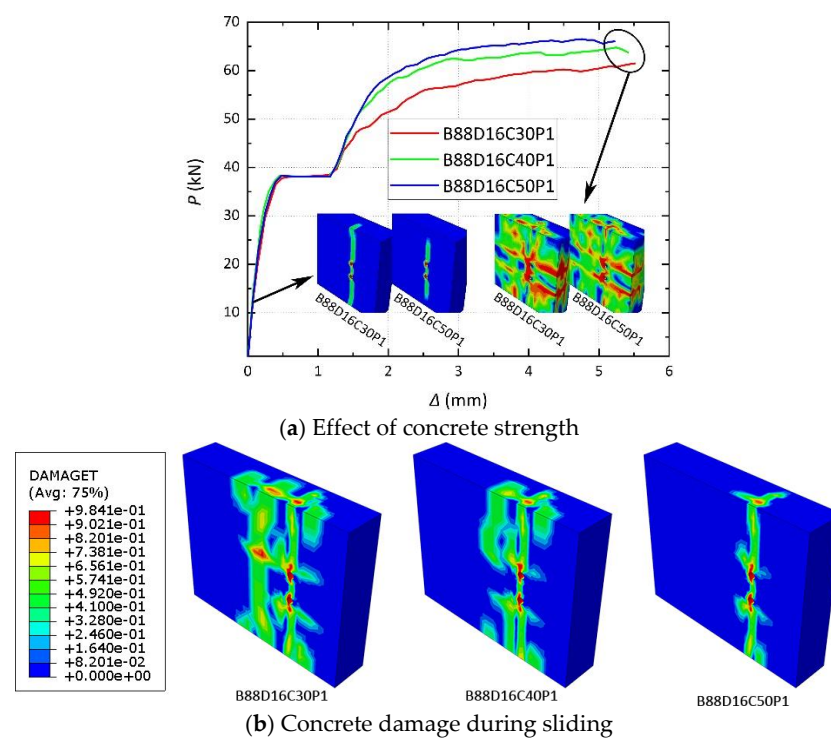 70
60
50
40
30
20
10
P (kN)
B88D16C30P1
B88D16C40P1
B88D16C50P1
B88D16C30P1
B88D16C50P1
B88D16C30P1
B88D16C50P1
0 1 2 3 4 5 6
Δ (mm)
(a) Effect of concrete strength
DAMAGET
(Avg: 75%)
+9.841e-01
+9.021e-01
+8.201e-01
+7.381e-01
+6.561e-01
+5.741e-01
+4.920e-01
+4.100e-01
+3.280e-01
+2.460e-01
+1.640e-01
+8.201e-02
+0.000e+00
B88D16C30P1
B88D16C40P1
B88D16C50P1
(b) Concrete damage during sliding